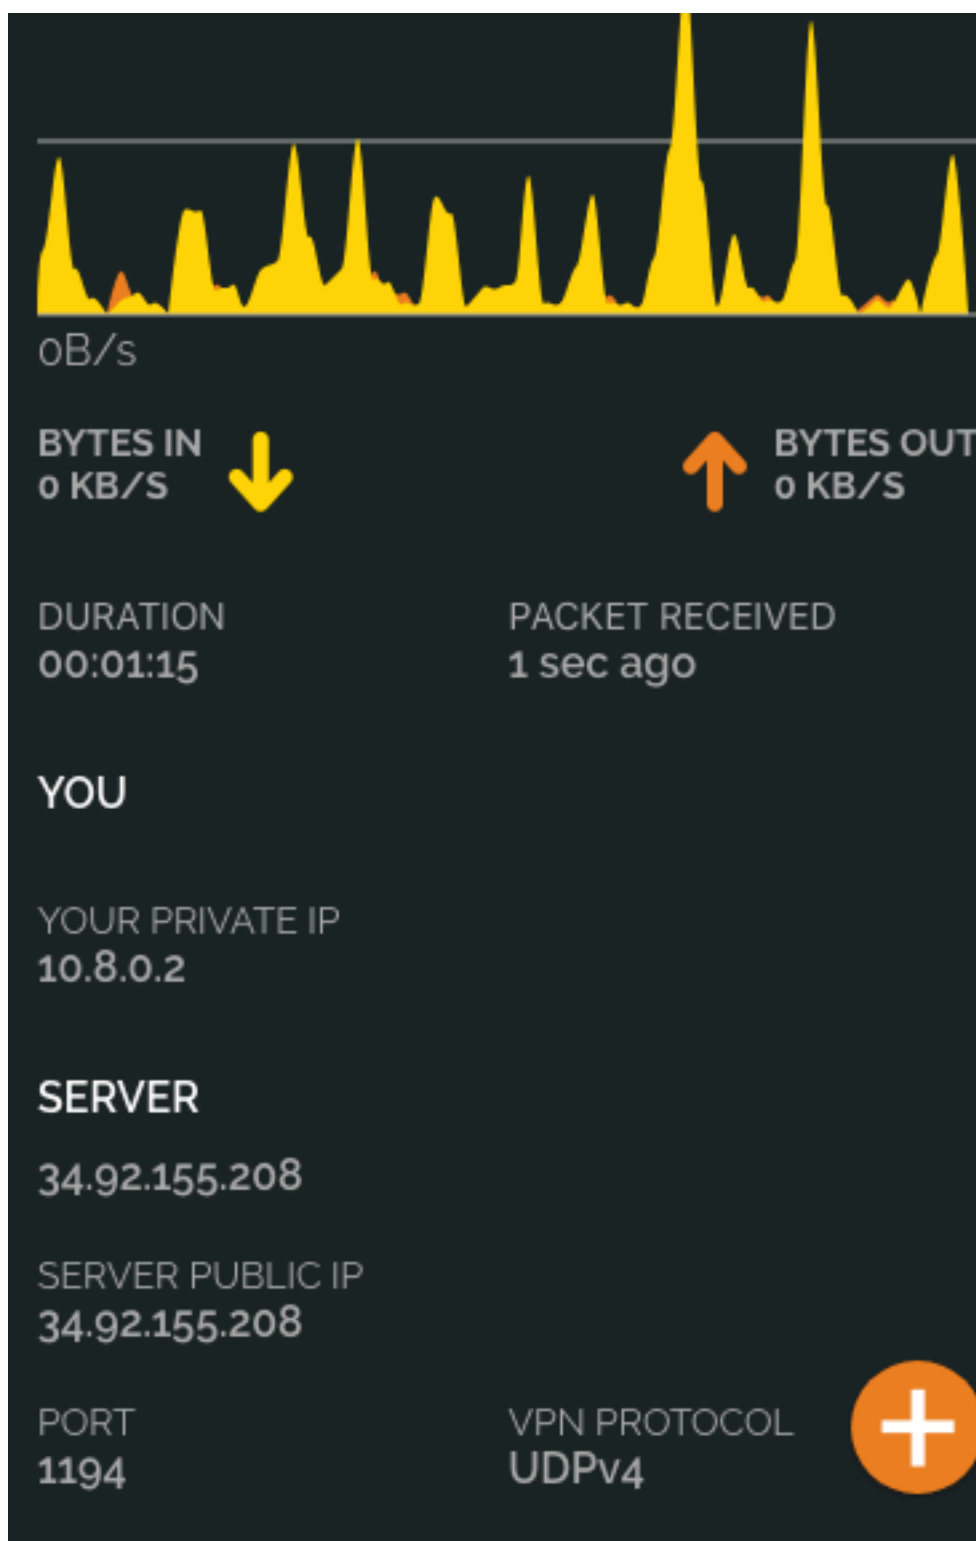 0B/s
BYTES IN
0 KB/S
BYTES OUT
0 KB/S
DURATION
00:01:15
PACKET RECEIVED
1 sec ago
YOU
YOUR PRIVATE IP
10.8.0.2
SERVER
34.92.155.208
SERVER PUBLIC IP
34.92.155.208
PORT
1194
VPN PROTOCOL
UDPv4